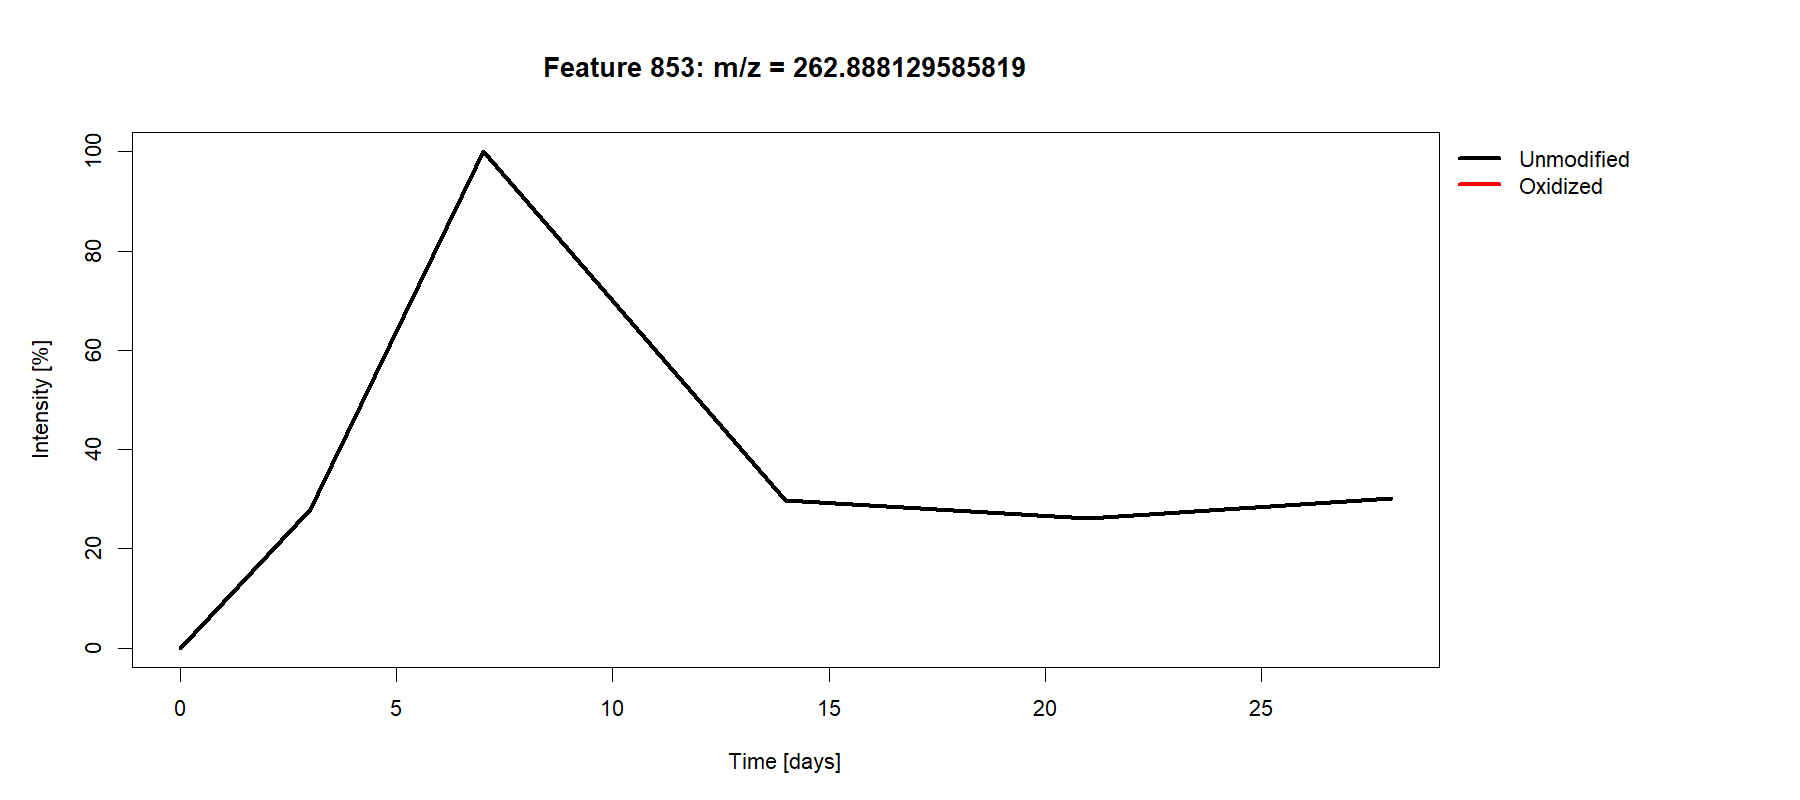 Feature 853: m/z = 262.888129585819
Unmodified
Oxidized
Intensity [%]
100
80
60
40
20
0
0 5 10 15 20 25
Time [days]